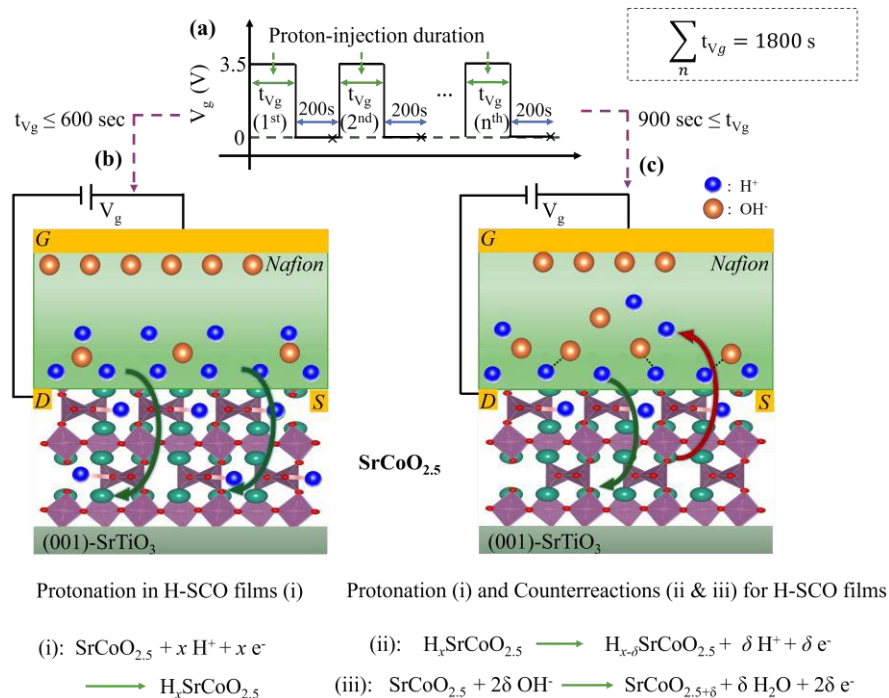 (a)
Proton-injection duration
∑ₙ t_Vg = 1800 s
V_g (V)
3.5
0
t_Vg (1ˢᵗ)
200s
t_Vg (2ⁿᵈ)
200s
...
t_Vg (nᵗʰ)
200s
t_Vg ≤ 600 sec
900 sec ≤ t_Vg
(b)
(c)
V_g
V_g
: H⁺
: OH⁻
G
Nafion
G
Nafion
D
S
D
S
SrCoO₂.₅
(001)-SrTiO₃
(001)-SrTiO₃
Protonation in H-SCO films (i)
Protonation (i) and Counterreactions (ii & iii) for H-SCO films
(i): SrCoO₂.₅ + x H⁺ + x e⁻
⟶ HₓSrCoO₂.₅
(ii): HₓSrCoO₂.₅ ⟶ H_x-δSrCoO₂.₅ + δ H⁺ + δ e⁻
(iii): SrCoO₂.₅ + 2δ OH⁻ ⟶ SrCoO_2.5+δ + δ H₂O + 2δ e⁻